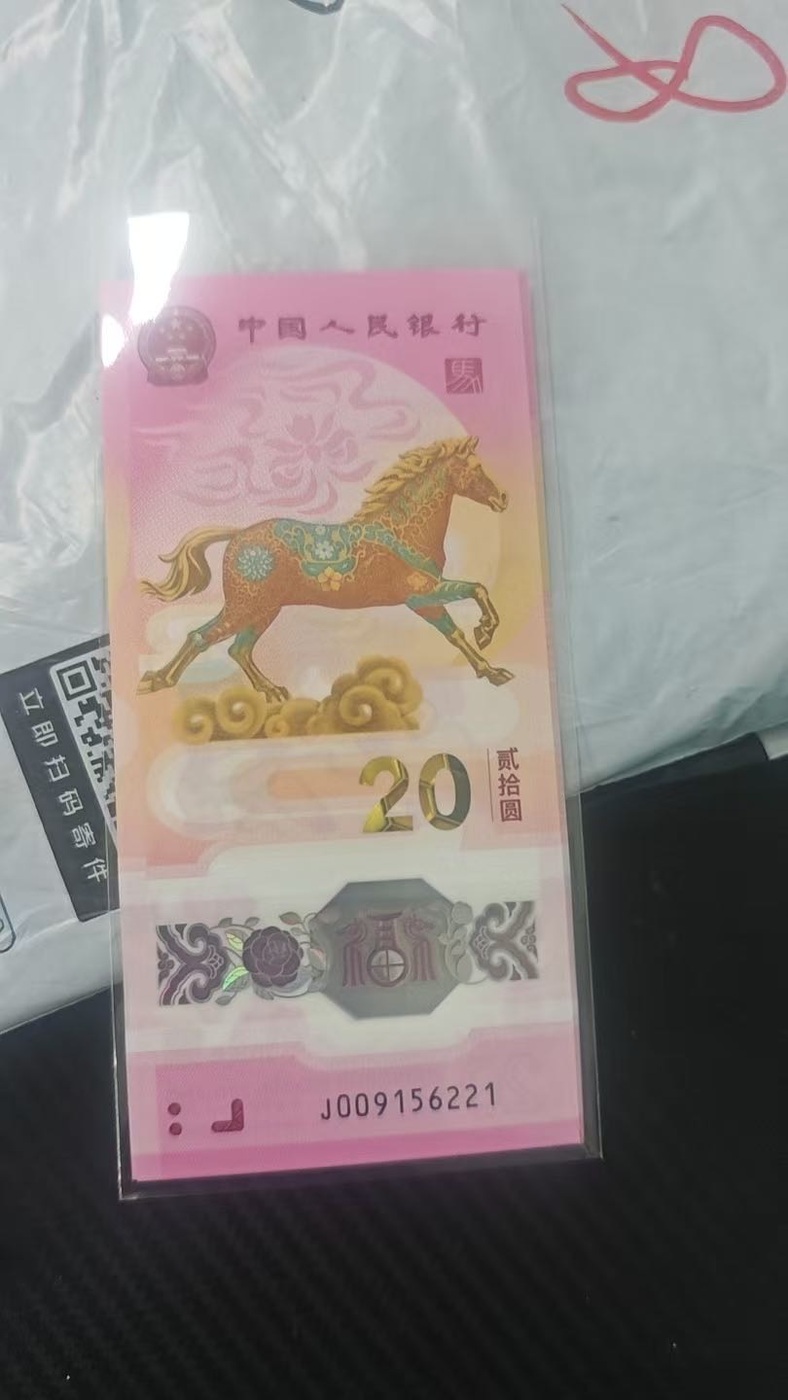 中国人民银行
馬
20
贰拾圆
福
J009156221
立即扫码寄件